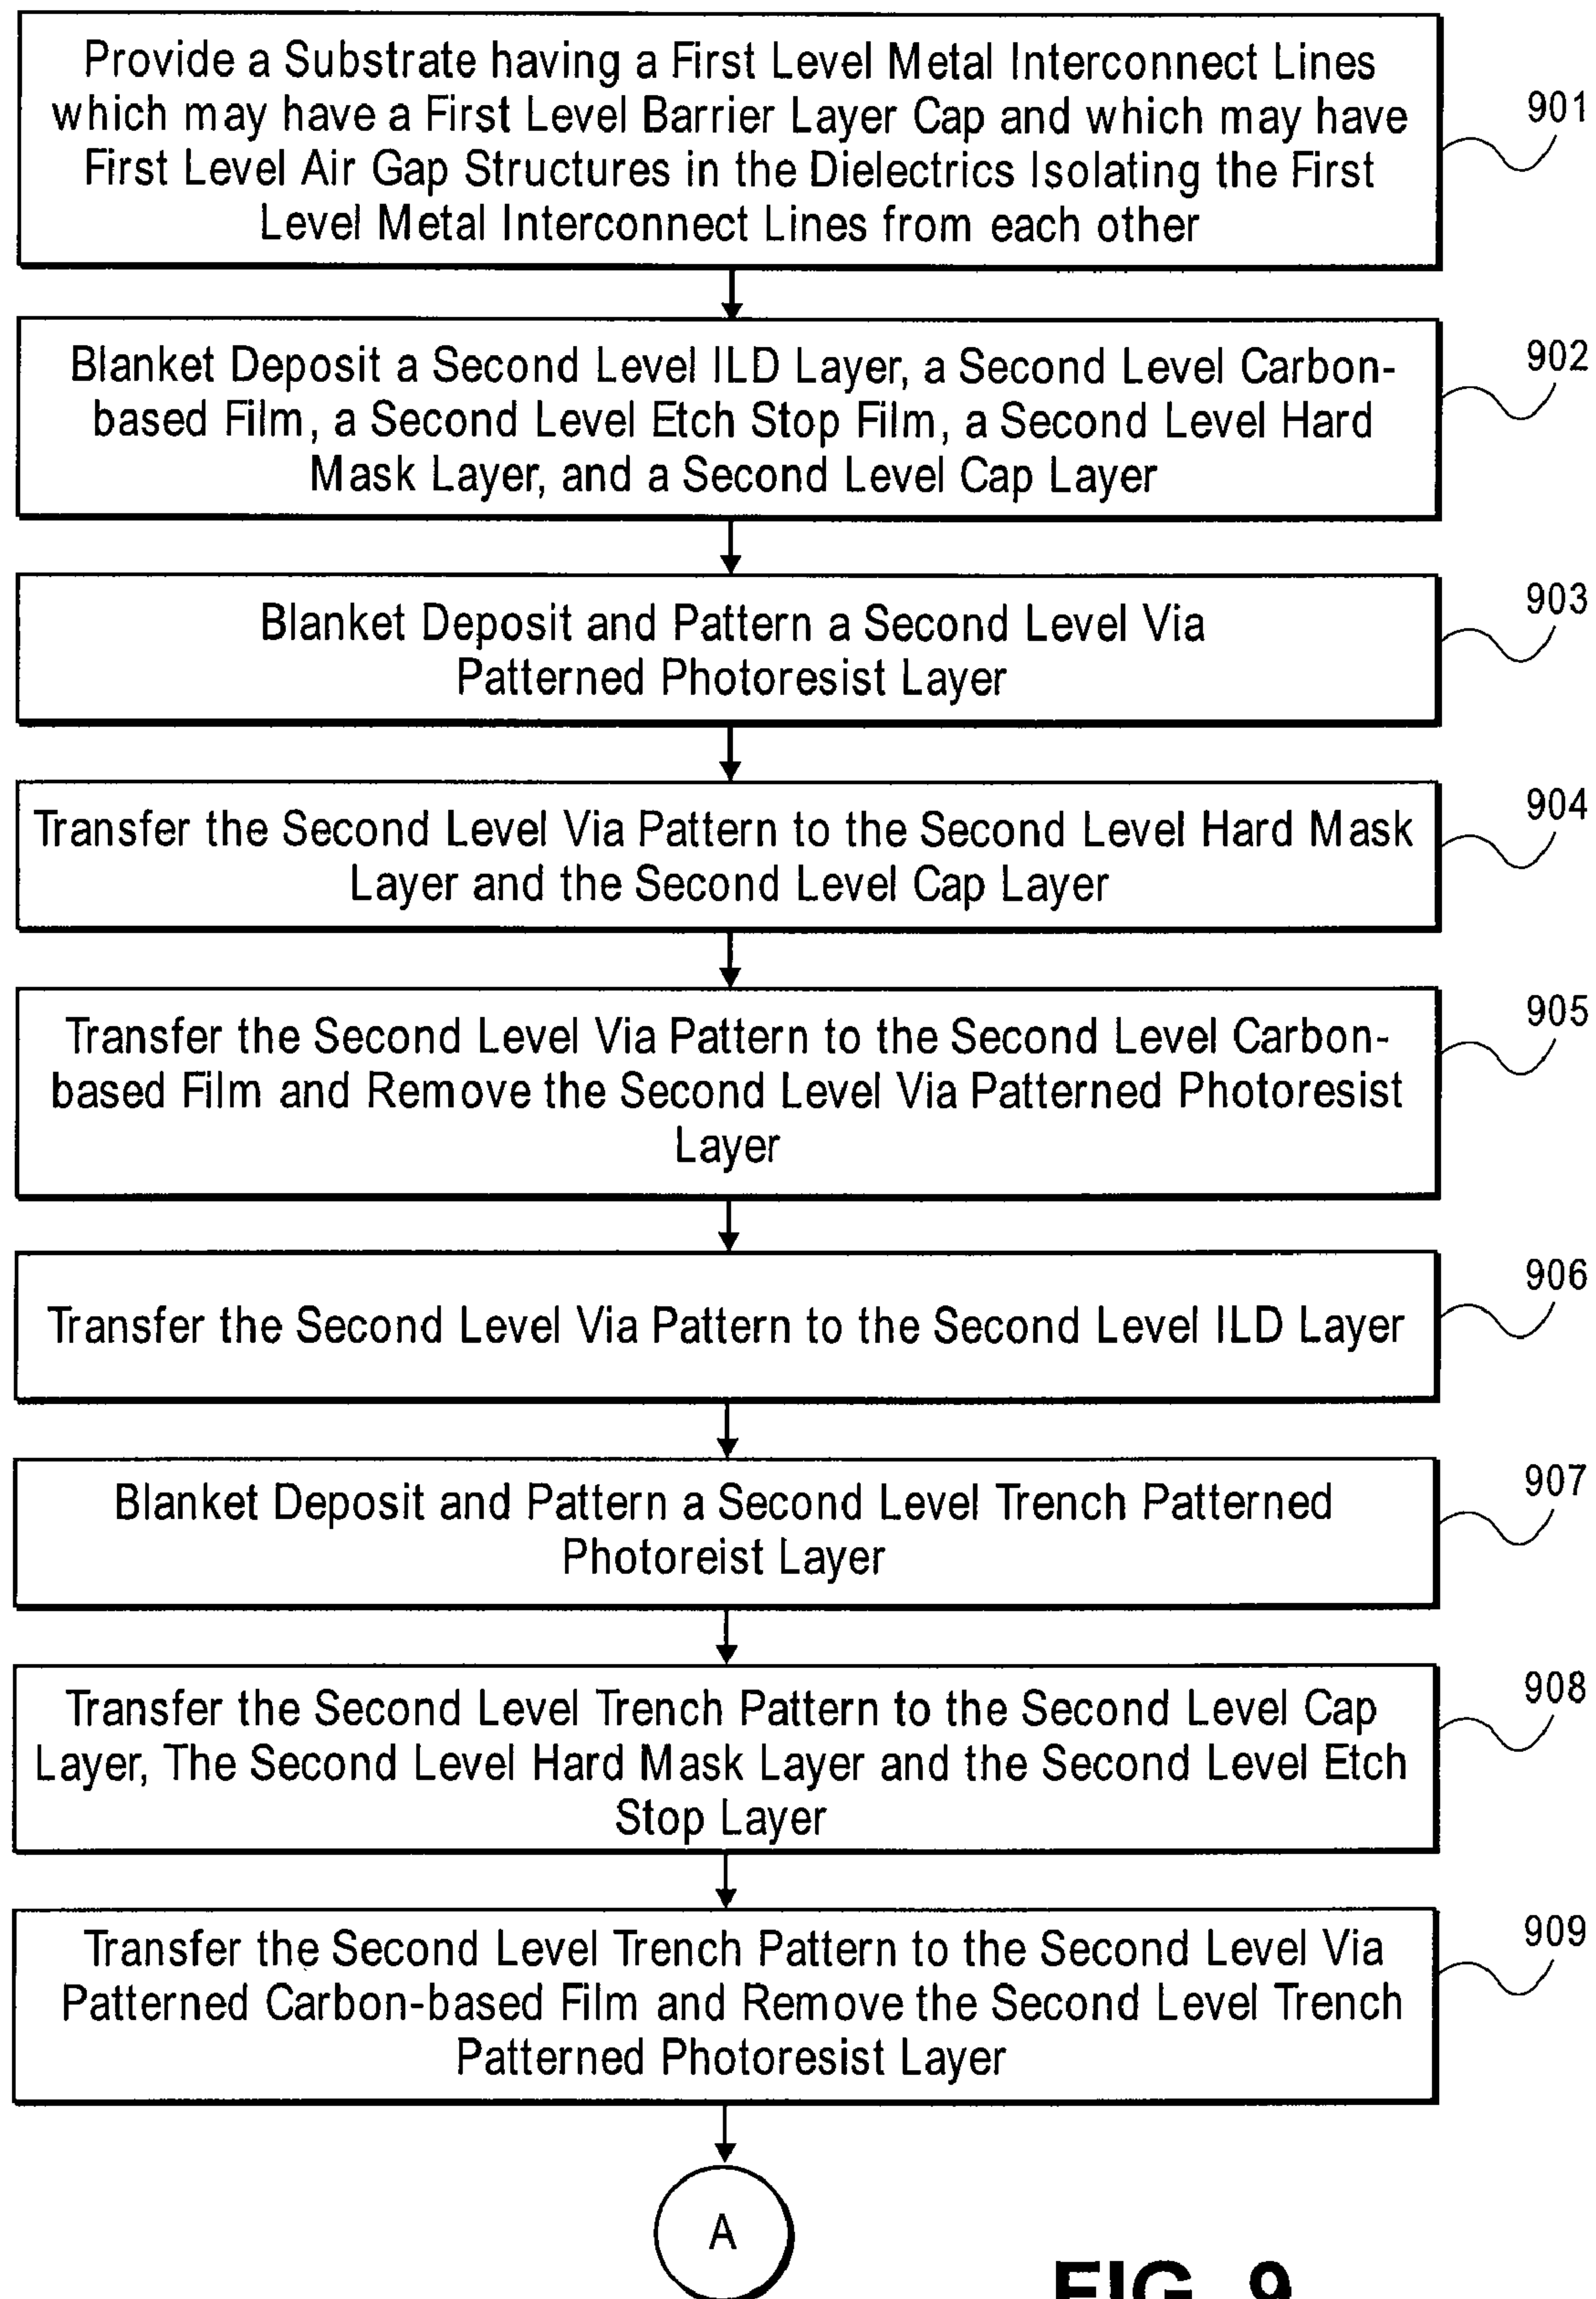 Provide a Substrate having a First Level Metal Interconnect Lines
which may have a First Level Barrier Layer Cap and which may have
First Level Air Gap Structures in the Dielectrics Isolating the First
Level Metal Interconnect Lines from each other
901
Blanket Deposit a Second Level ILD Layer, a Second Level Carbon-
based Film, a Second Level Etch Stop Film, a Second Level Hard
Mask Layer, and a Second Level Cap Layer
902
Blanket Deposit and Pattern a Second Level Via
Patterned Photoresist Layer
903
Transfer the Second Level Via Pattern to the Second Level Hard Mask
Layer and the Second Level Cap Layer
904
Transfer the Second Level Via Pattern to the Second Level Carbon-
based Film and Remove the Second Level Via Patterned Photoresist
Layer
905
Transfer the Second Level Via Pattern to the Second Level ILD Layer
906
Blanket Deposit and Pattern a Second Level Trench Patterned
Photoreist Layer
907
Transfer the Second Level Trench Pattern to the Second Level Cap
Layer, The Second Level Hard Mask Layer and the Second Level Etch
Stop Layer
908
Transfer the Second Level Trench Pattern to the Second Level Via
Patterned Carbon-based Film and Remove the Second Level Trench
Patterned Photoresist Layer
909
A
FIG. 9